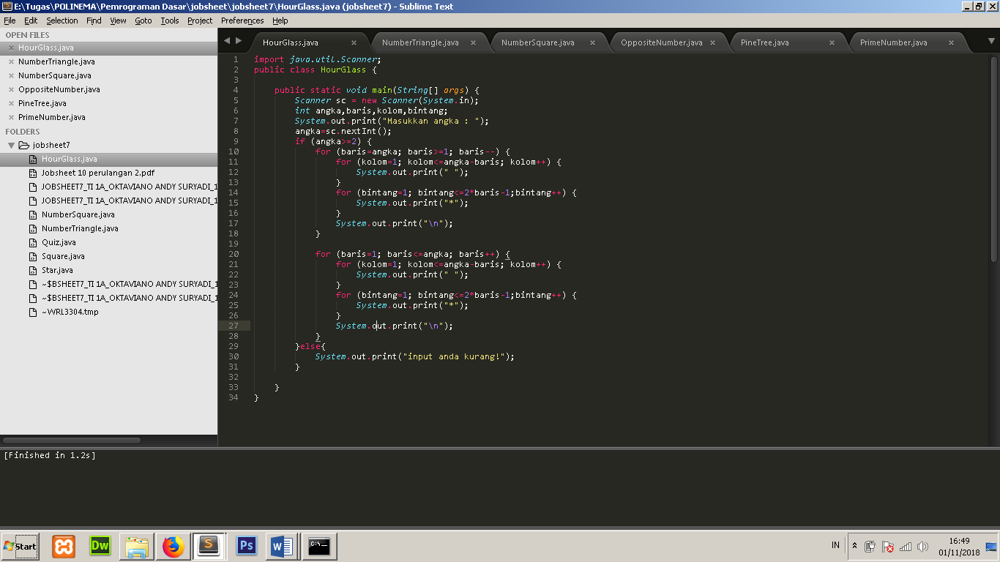 E:\Tugas\POLINEMA\Pemrograman Dasar\jobsheet\jobsheet7\HourGlass.java (jobsheet7) - Sublime Text
File Edit Selection Find View Goto Tools Project Preferences Help
OPEN FILES
HourGlass.java
NumberTriangle.java
NumberSquare.java
OppositeNumber.java
PineTree.java
PrimeNumber.java
FOLDERS
jobsheet7
HourGlass.java
Jobsheet 10 perulangan 2.pdf
JOBSHEET7_TI 1A_OKTAVIANO ANDY SURYADI_1
JOBSHEET7_TI 1A_OKTAVIANO ANDY SURYADI_1
NumberSquare.java
NumberTriangle.java
Quiz.java
Square.java
Star.java
~$BSHEET7_TI 1A_OKTAVIANO ANDY SURYADI_1
~$BSHEET7_TI 1A_OKTAVIANO ANDY SURYADI_1
~WRL3304.tmp
HourGlass.java NumberTriangle.java NumberSquare.java OppositeNumber.java PineTree.java PrimeNumber.java
1 import java.util.Scanner;
2 public class HourGlass {
3
4 public static void main(String[] args) {
5 Scanner sc = new Scanner(System.in);
6 int angka,baris,kolom,bintang;
7 System.out.print("Masukkan angka : ");
8 angka=sc.nextInt();
9 if (angka>=2) {
10 for (baris=angka; baris>=1; baris--) {
11 for (kolom=1; kolom<=angka-baris; kolom++) {
12 System.out.print(" ");
13 }
14 for (bintang=1; bintang<=2*baris-1;bintang++) {
15 System.out.print("*");
16 }
17 System.out.print("\n");
18 }
19
20 for (baris=1; baris<=angka; baris++) {
21 for (kolom=1; kolom<=angka-baris; kolom++) {
22 System.out.print(" ");
23 }
24 for (bintang=1; bintang<=2*baris-1;bintang++) {
25 System.out.print("*");
26 }
27 System.out.print("\n");
28 }
29 }else{
30 System.out.print("input anda kurang!");
31 }
32
33 }
34 }
[Finished in 1.2s]
Start
Dw
S
Ps
W
C:\
IN
16:49
01/11/2018